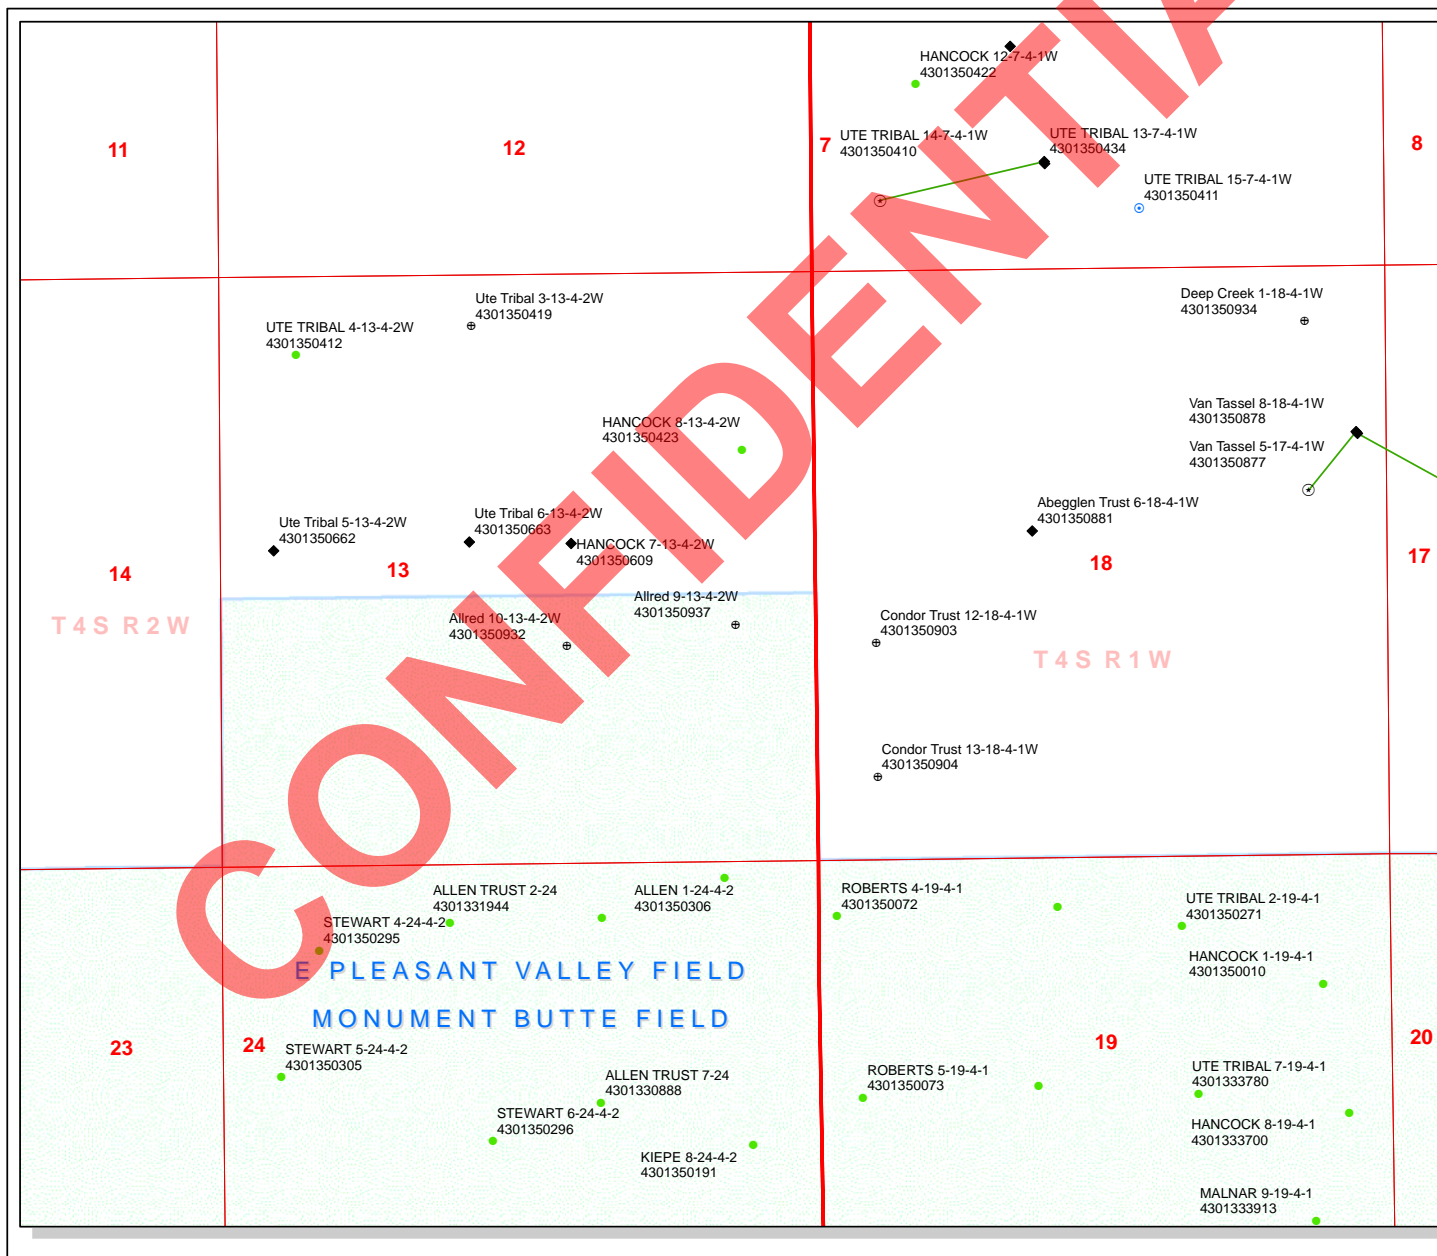 CONFIDENTIA
HANCOCK 12-7-4-1W
4301350422
11
12
7
UTE TRIBAL 14-7-4-1W
4301350410
UTE TRIBAL 13-7-4-1W
4301350434
8
UTE TRIBAL 15-7-4-1W
4301350411
Ute Tribal 3-13-4-2W
4301350419
UTE TRIBAL 4-13-4-2W
4301350412
Deep Creek 1-18-4-1W
4301350934
HANCOCK 8-13-4-2W
4301350423
Van Tassel 8-18-4-1W
4301350878
Van Tassel 5-17-4-1W
4301350877
Ute Tribal 5-13-4-2W
4301350662
Ute Tribal 6-13-4-2W
4301350663
HANCOCK 7-13-4-2W
4301350609
Abegglen Trust 6-18-4-1W
4301350881
14
13
18
17
T4S R2W
Allred 10-13-4-2W
4301350932
Allred 9-13-4-2W
4301350937
Condor Trust 12-18-4-1W
4301350903
T4S R1W
Condor Trust 13-18-4-1W
4301350904
ALLEN TRUST 2-24
4301331944
ALLEN 1-24-4-2
4301350306
ROBERTS 4-19-4-1
4301350072
UTE TRIBAL 2-19-4-1
4301350271
STEWART 4-24-4-2
4301350295
HANCOCK 1-19-4-1
4301350010
E PLEASANT VALLEY FIELD
MONUMENT BUTTE FIELD
23
24
19
20
STEWART 5-24-4-2
4301350305
ALLEN TRUST 7-24
4301330888
ROBERTS 5-19-4-1
4301350073
UTE TRIBAL 7-19-4-1
4301333780
STEWART 6-24-4-2
4301350296
HANCOCK 8-19-4-1
4301333700
KIEPE 8-24-4-2
4301350191
MALNAR 9-19-4-1
4301333913